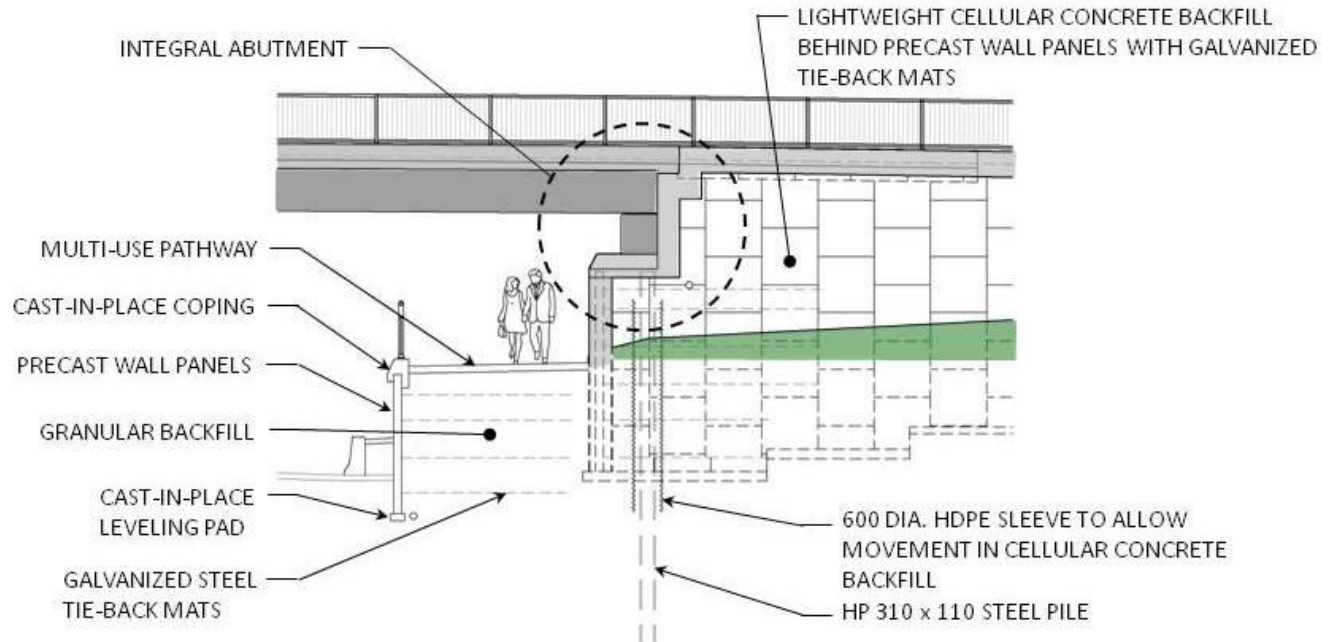 INTEGRAL ABUTMENT
LIGHTWEIGHT CELLULAR CONCRETE BACKFILL
BEHIND PRECAST WALL PANELS WITH GALVANIZED
TIE-BACK MATS
MULTI-USE PATHWAY
CAST-IN-PLACE COPING
PRECAST WALL PANELS
GRANULAR BACKFILL
CAST-IN-PLACE
LEVELING PAD
GALVANIZED STEEL
TIE-BACK MATS
600 DIA. HDPE SLEEVE TO ALLOW
MOVEMENT IN CELLULAR CONCRETE
BACKFILL
HP 310 x 110 STEEL PILE